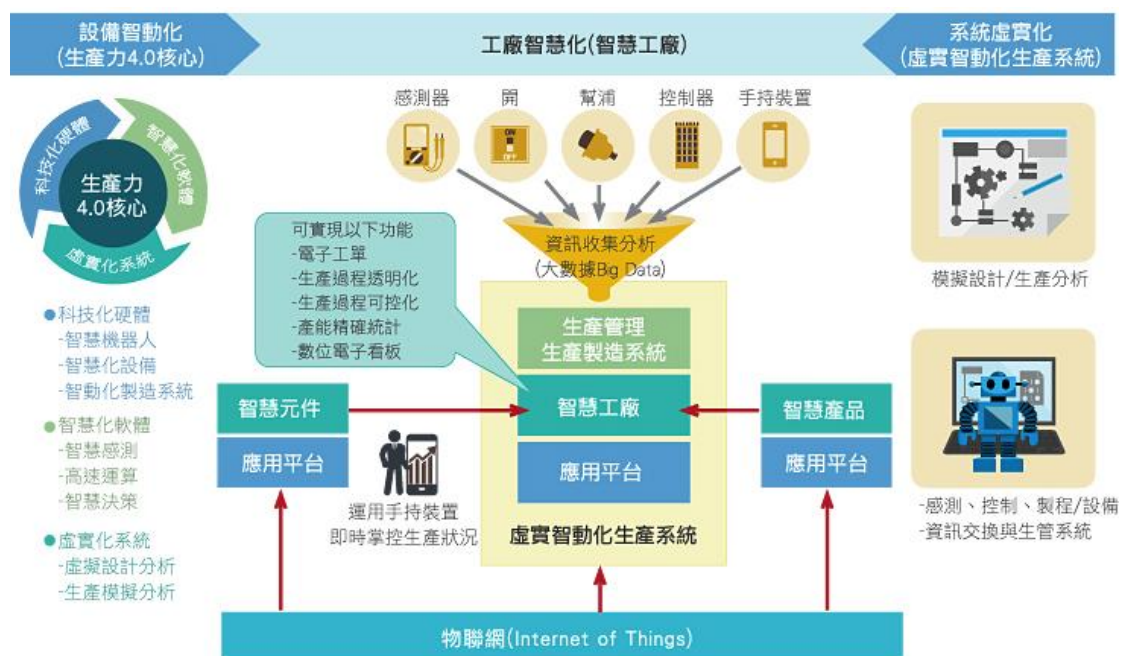 設備智動化
(生產力4.0核心)
工廠智慧化(智慧工廠)
系統虛實化
(虛實智動化生產系統)
感測器
開
幫浦
控制器
手持裝置
ON
OFF
科技化硬體
智慧化軟體
虛實化系統
生產力
4.0核心
可實現以下功能
-電子工單
-生產過程透明化
-生產過程可控化
-產能精確統計
-數位電子看板
資訊收集分析
(大數據Big Data)
模擬設計/生產分析
●科技化硬體
-智慧機器人
-智慧化設備
-智動化製造系統
●智慧化軟體
-智慧感測
-高速運算
-智慧決策
●虛實化系統
-虛擬設計分析
-生產模擬分析
生產管理
生產製造系統
智慧元件
應用平台
智慧工廠
應用平台
智慧產品
應用平台
運用手持裝置
即時掌控生產狀況
虛實智動化生產系統
-感測、控制、製程/設備
-資訊交換與生管系統
物聯網(Internet of Things)